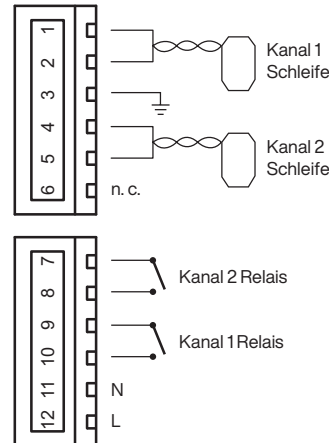 1
2
3
4
5
6
Kanal 1
Schleife
Kanal 2
Schleife
n. c.
7
8
9
10
11
12
Kanal 2 Relais
Kanal 1 Relais
N
L